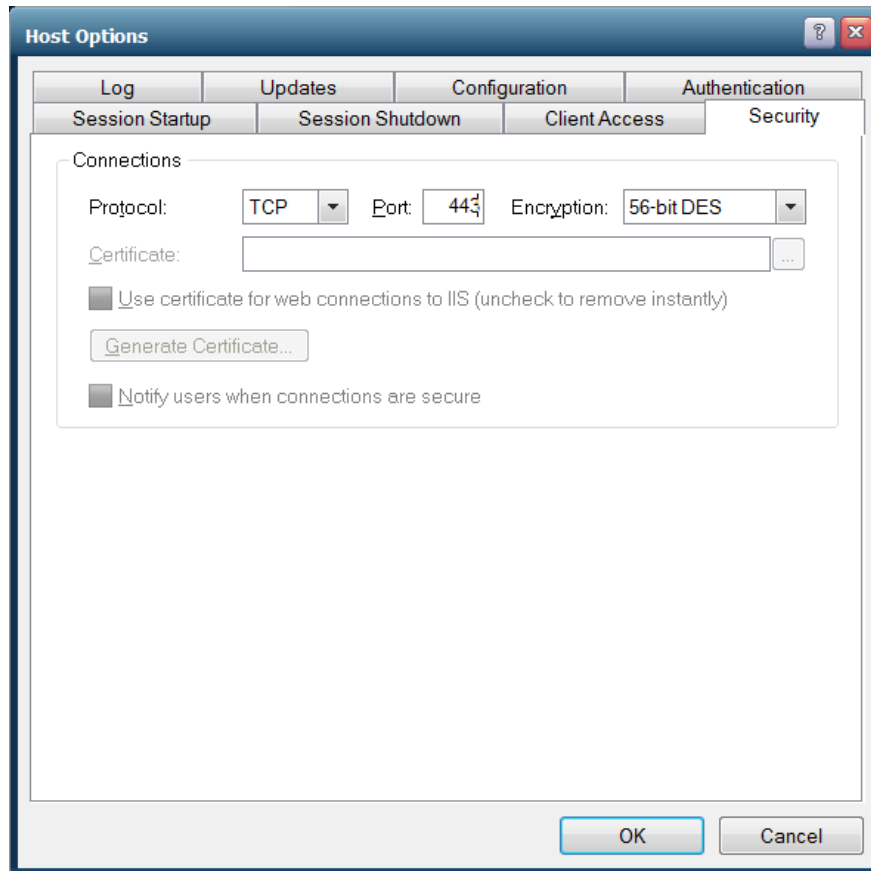 Host Options
Log Updates Configuration Authentication
Session Startup Session Shutdown Client Access Security
Connections
Protocol: TCP Port: 443 Encryption: 56-bit DES
Certificate: ...
Use certificate for web connections to IIS (uncheck to remove instantly)
Generate Certificate...
Notify users when connections are secure
OK Cancel